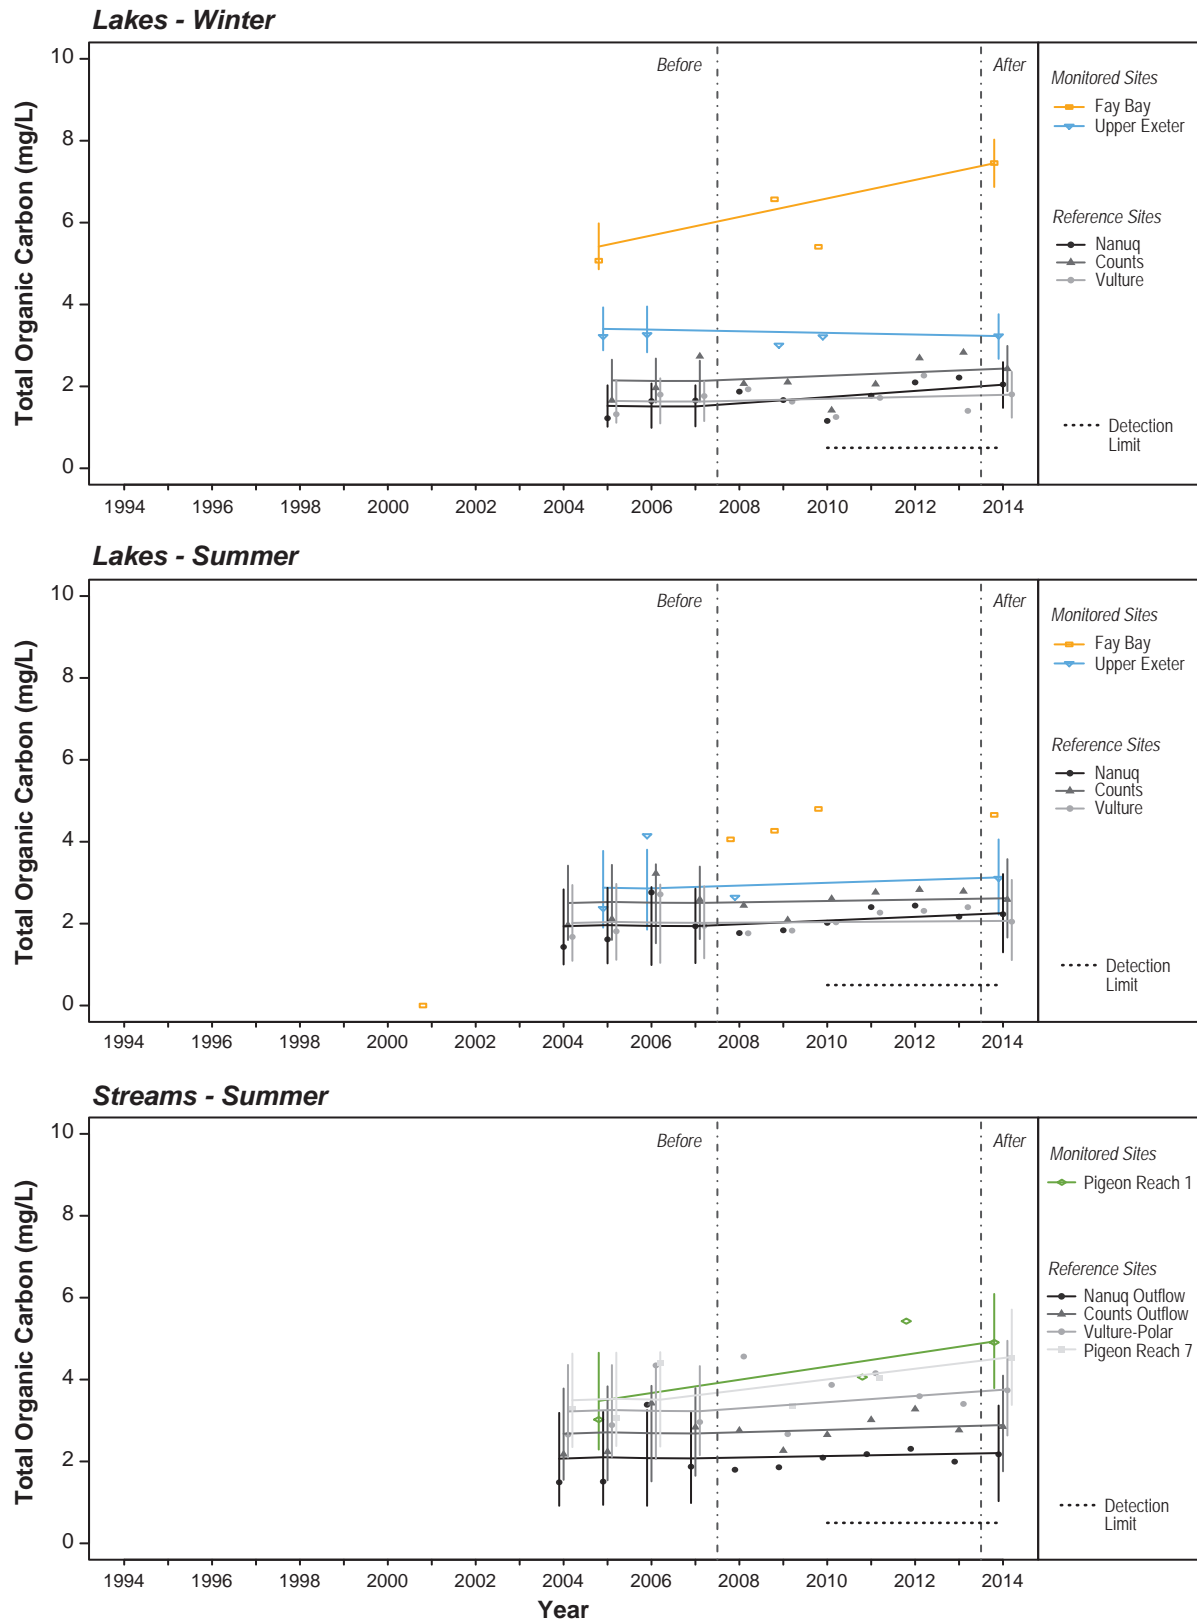 Lakes - Winter
Total Organic Carbon (mg/L)
10
8
6
4
2
0
Before
After
Monitored Sites
Fay Bay
Upper Exeter
Reference Sites
Nanuq
Counts
Vulture
Detection
Limit
1994 1996 1998 2000 2002 2004 2006 2008 2010 2012 2014
Lakes - Summer
Total Organic Carbon (mg/L)
10
8
6
4
2
0
Before
After
Monitored Sites
Fay Bay
Upper Exeter
Reference Sites
Nanuq
Counts
Vulture
Detection
Limit
1994 1996 1998 2000 2002 2004 2006 2008 2010 2012 2014
Streams - Summer
Total Organic Carbon (mg/L)
10
8
6
4
2
0
Before
After
Monitored Sites
Pigeon Reach 1
Reference Sites
Nanuq Outflow
Counts Outflow
Vulture-Polar
Pigeon Reach 7
Detection
Limit
1994 1996 1998 2000 2002 2004 2006 2008 2010 2012 2014
Year